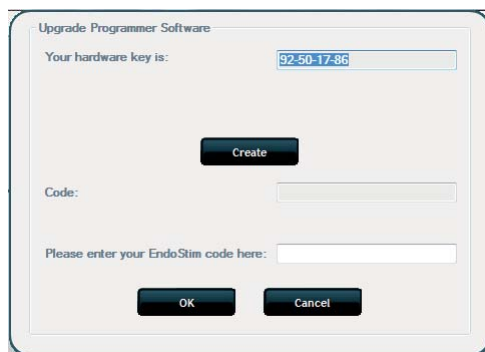 Upgrade Programmer Software
Your hardware key is: 92-50-17-86
Create
Code:
Please enter your EndoStim code here:
OK Cancel